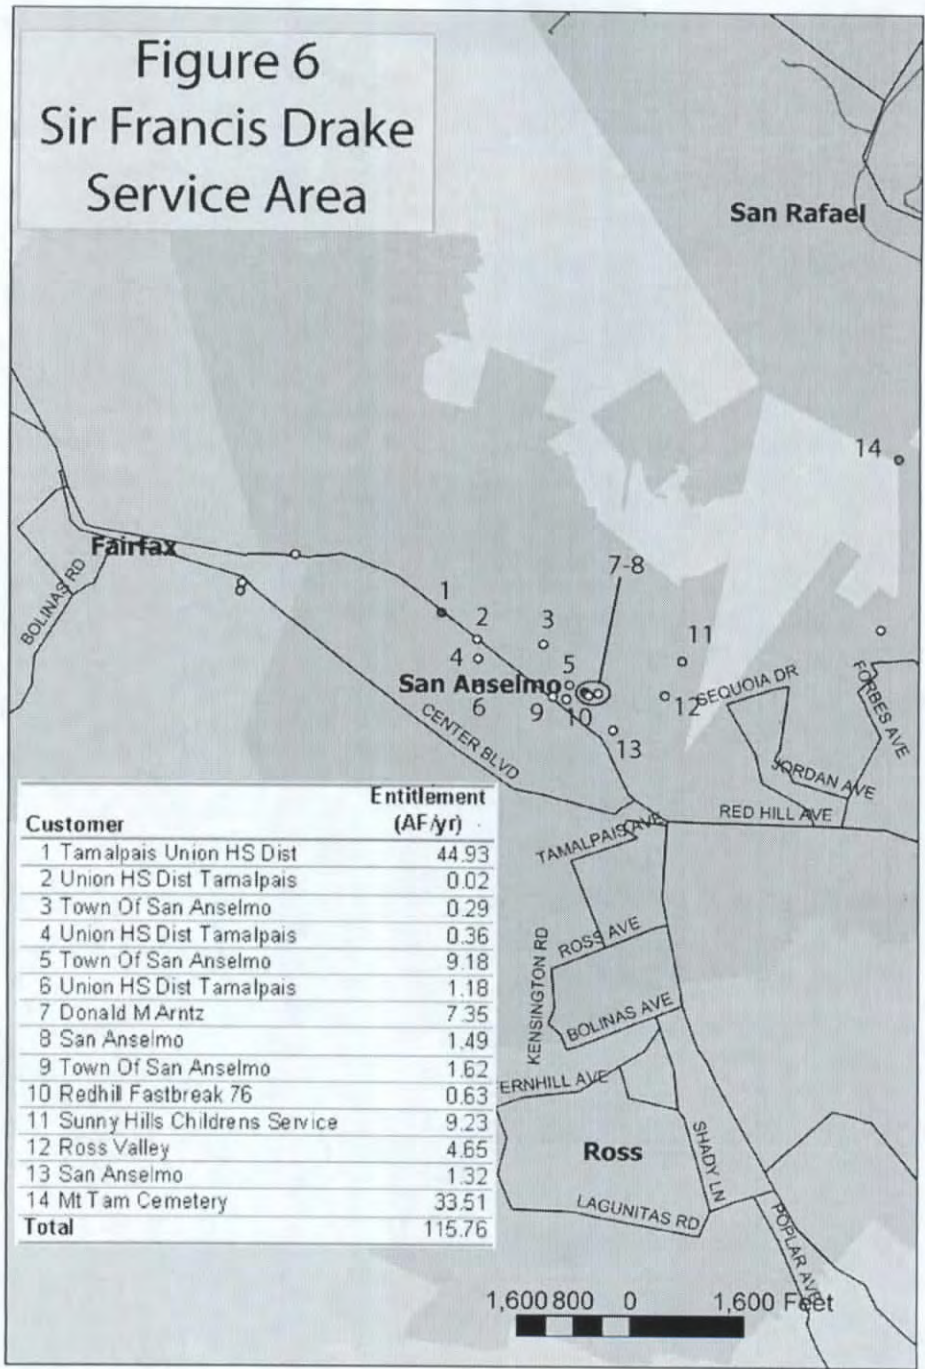 Figure 6
Sir Francis Drake
Service Area
San Rafael
14
Fairfax
BOLINAS RD
8
7-8
1
2
3
4
5
San Anselmo
6
9
10
11
12
13
SEQUOIA DR
FORBES AVE
JORDAN AVE
RED HILL AVE
CENTER BLVD
TAMALPAIS AVE
ROSS AVE
KENSINGTON RD
BOLINAS AVE
ERNHILL AVE
Ross
SHADY LN
LAGUNITAS RD
POPLAR AVE
Customer Entitlement (AF/yr)
1 Tamalpais Union HS Dist 44.93
2 Union HS Dist Tamalpais 0.02
3 Town Of San Anselmo 0.29
4 Union HS Dist Tamalpais 0.36
5 Town Of San Anselmo 9.18
6 Union HS Dist Tamalpais 1.18
7 Donald M Arntz 7.35
8 San Anselmo 1.49
9 Town Of San Anselmo 1.62
10 Redhill Fastbreak 76 0.63
11 Sunny Hills Childrens Service 9.23
12 Ross Valley 4.65
13 San Anselmo 1.32
14 Mt Tam Cemetery 33.51
Total 115.76
1,600 800 0 1,600 Feet